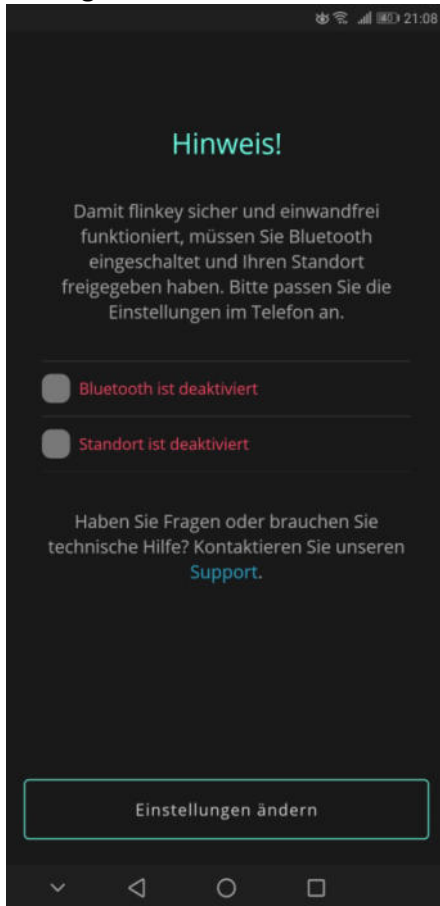 21:08
Hinweis!
Damit flinkey sicher und einwandfrei
funktioniert, müssen Sie Bluetooth
eingeschaltet und Ihren Standort
freigegeben haben. Bitte passen Sie die
Einstellungen im Telefon an.
Bluetooth ist deaktiviert
Standort ist deaktiviert
Haben Sie Fragen oder brauchen Sie
technische Hilfe? Kontaktieren Sie unseren
Support.
Einstellungen ändern